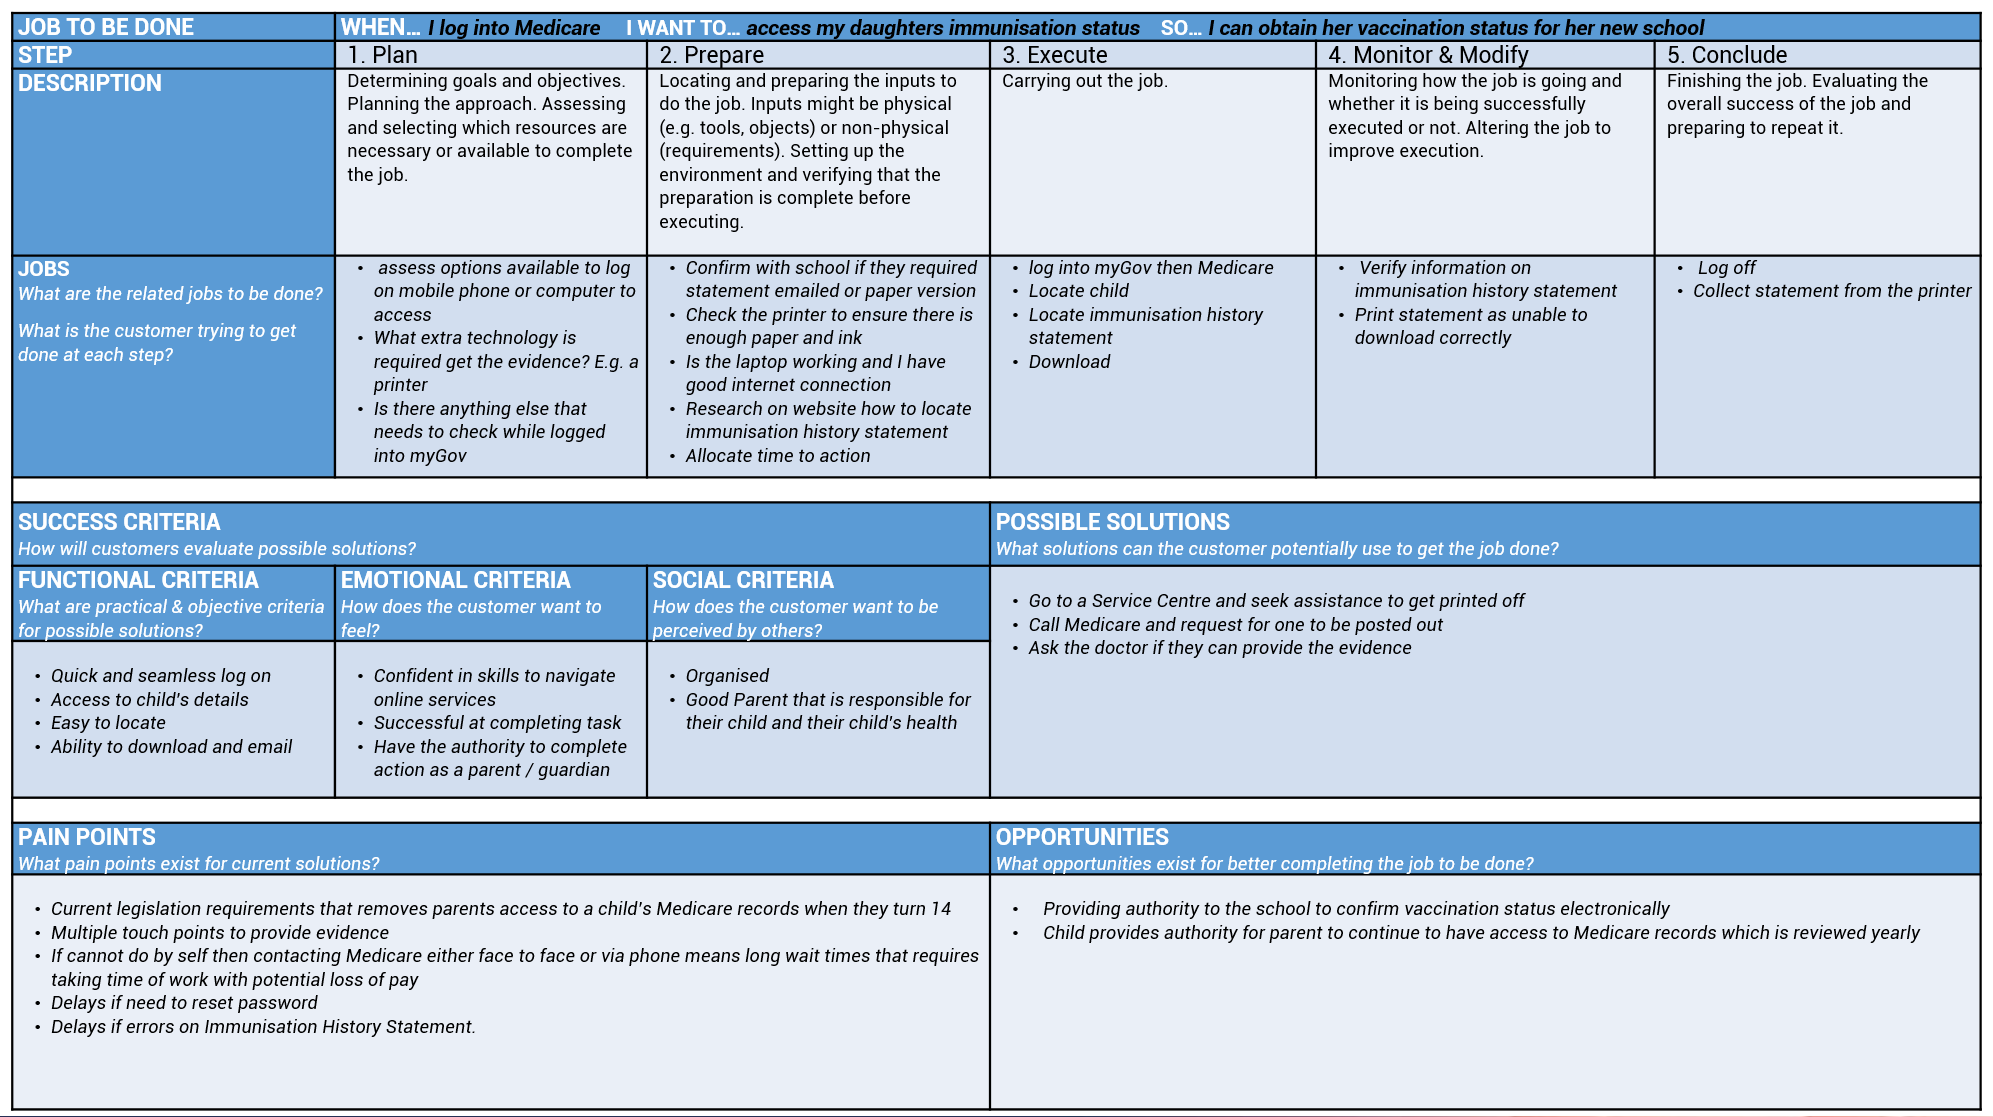 JOB TO BE DONE
WHEN... I log into Medicare I WANT TO... access my daughters immunisation status SO... I can obtain her vaccination status for her new school
STEP
1. Plan
2. Prepare
3. Execute
4. Monitor & Modify
5. Conclude
DESCRIPTION
Determining goals and objectives.
Planning the approach. Assessing
and selecting which resources are
necessary or available to complete
the job.
Locating and preparing the inputs to
do the job. Inputs might be physical
(e.g. tools, objects) or non-physical
(requirements). Setting up the
environment and verifying that the
preparation is complete before
executing.
Carrying out the job.
Monitoring how the job is going and
whether it is being successfully
executed or not. Altering the job to
improve execution.
Finishing the job. Evaluating the
overall success of the job and
preparing to repeat it.
JOBS
What are the related jobs to be done?
What is the customer trying to get
done at each step?
• assess options available to log
on mobile phone or computer to
access
• What extra technology is
required get the evidence? E.g. a
printer
• Is there anything else that
needs to check while logged
into myGov
• Confirm with school if they required
statement emailed or paper version
• Check the printer to ensure there is
enough paper and ink
• Is the laptop working and I have
good internet connection
• Research on website how to locate
immunisation history statement
• Allocate time to action
• log into myGov then Medicare
• Locate child
• Locate immunisation history
statement
• Download
• Verify information on
immunisation history statement
• Print statement as unable to
download correctly
• Log off
• Collect statement from the printer
SUCCESS CRITERIA
How will customers evaluate possible solutions?
POSSIBLE SOLUTIONS
What solutions can the customer potentially use to get the job done?
FUNCTIONAL CRITERIA
What are practical & objective criteria
for possible solutions?
EMOTIONAL CRITERIA
How does the customer want to
feel?
SOCIAL CRITERIA
How does the customer want to be
perceived by others?
• Quick and seamless log on
• Access to child's details
• Easy to locate
• Ability to download and email
• Confident in skills to navigate
online services
• Successful at completing task
• Have the authority to complete
action as a parent / guardian
• Organised
• Good Parent that is responsible for
their child and their child's health
• Go to a Service Centre and seek assistance to get printed off
• Call Medicare and request for one to be posted out
• Ask the doctor if they can provide the evidence
PAIN POINTS
What pain points exist for current solutions?
OPPORTUNITIES
What opportunities exist for better completing the job to be done?
• Current legislation requirements that removes parents access to a child's Medicare records when they turn 14
• Multiple touch points to provide evidence
• If cannot do by self then contacting Medicare either face to face or via phone means long wait times that requires
taking time of work with potential loss of pay
• Delays if need to reset password
• Delays if errors on Immunisation History Statement.
• Providing authority to the school to confirm vaccination status electronically
• Child provides authority for parent to continue to have access to Medicare records which is reviewed yearly